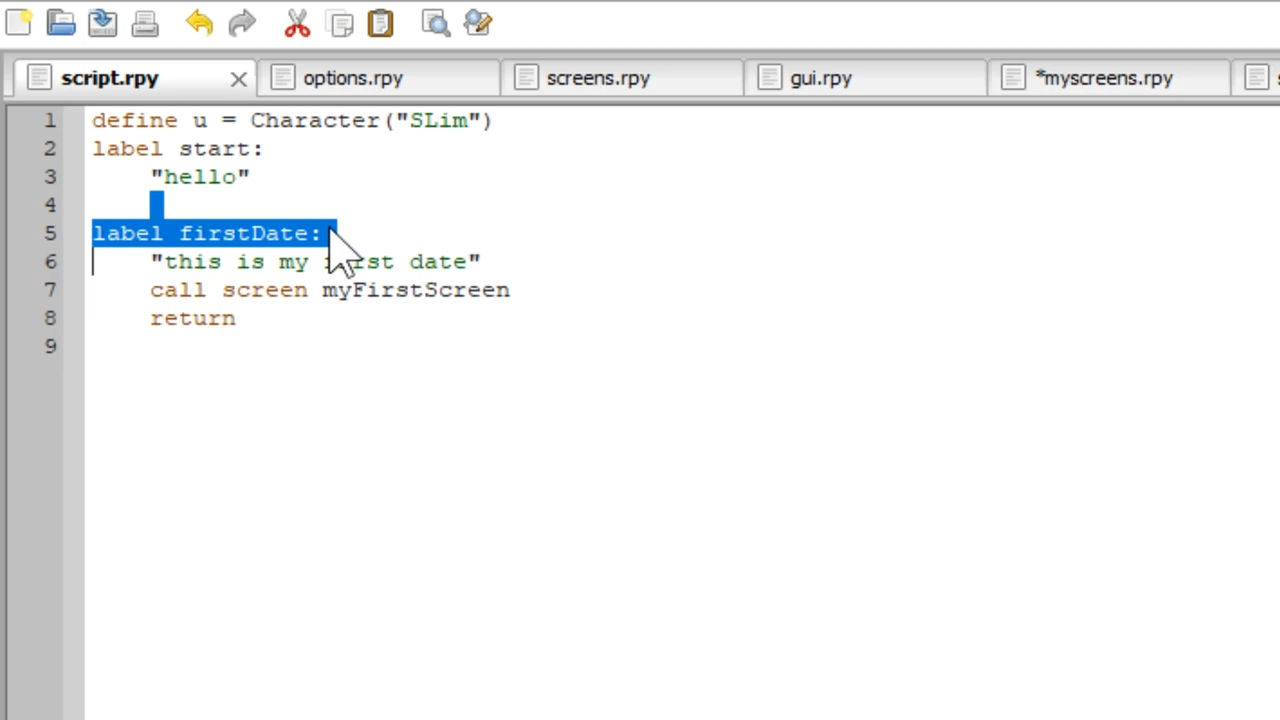 script.rpy options.rpy screens.rpy gui.rpy *myscreens.rpy
1 define u = Character("SLim")
2 label start:
3 "hello"
4
5 label firstDate:
6 "this is my first date"
7 call screen myFirstScreen
8 return
9